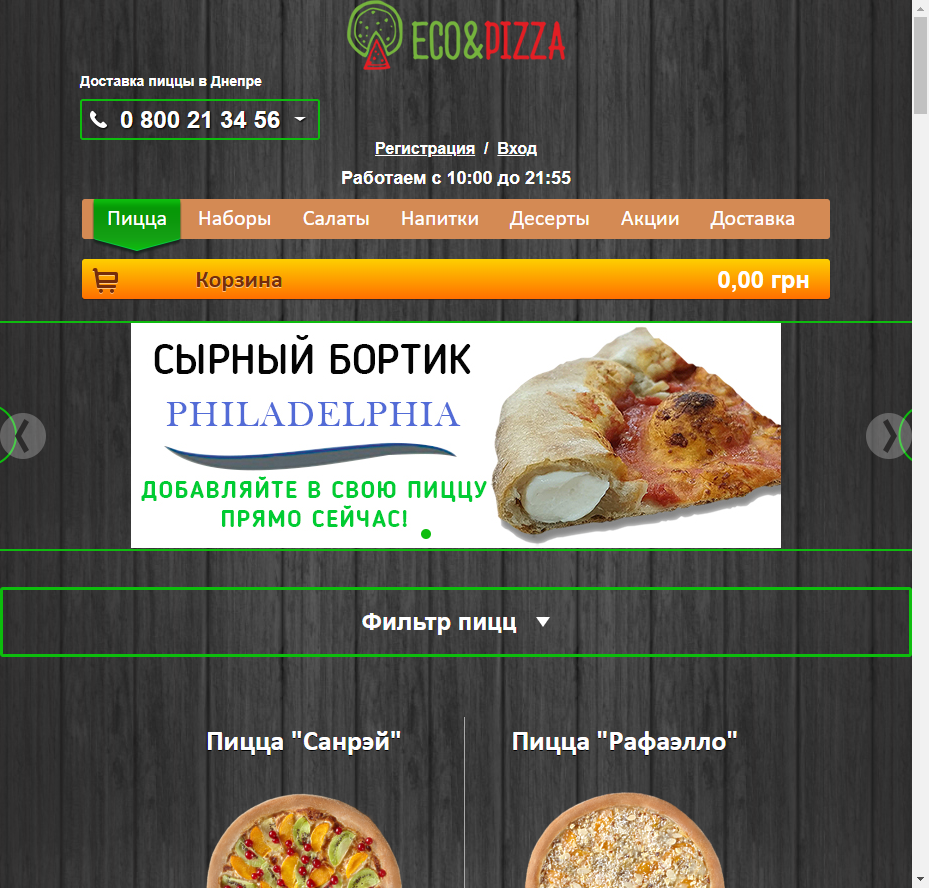 ECO&PIZZA
Доставка пиццы в Днепре
0 800 21 34 56
Регистрация / Вход
Работаем с 10:00 до 21:55
Пицца Наборы Салаты Напитки Десерты Акции Доставка
Корзина 0,00 грн
СЫРНЫЙ БОРТИК
PHILADELPHIA
ДОБАВЛЯЙТЕ В СВОЮ ПИЦЦУ
ПРЯМО СЕЙЧАС!
Фильтр пицц
Пицца "Санрэй" Пицца "Рафаэлло"